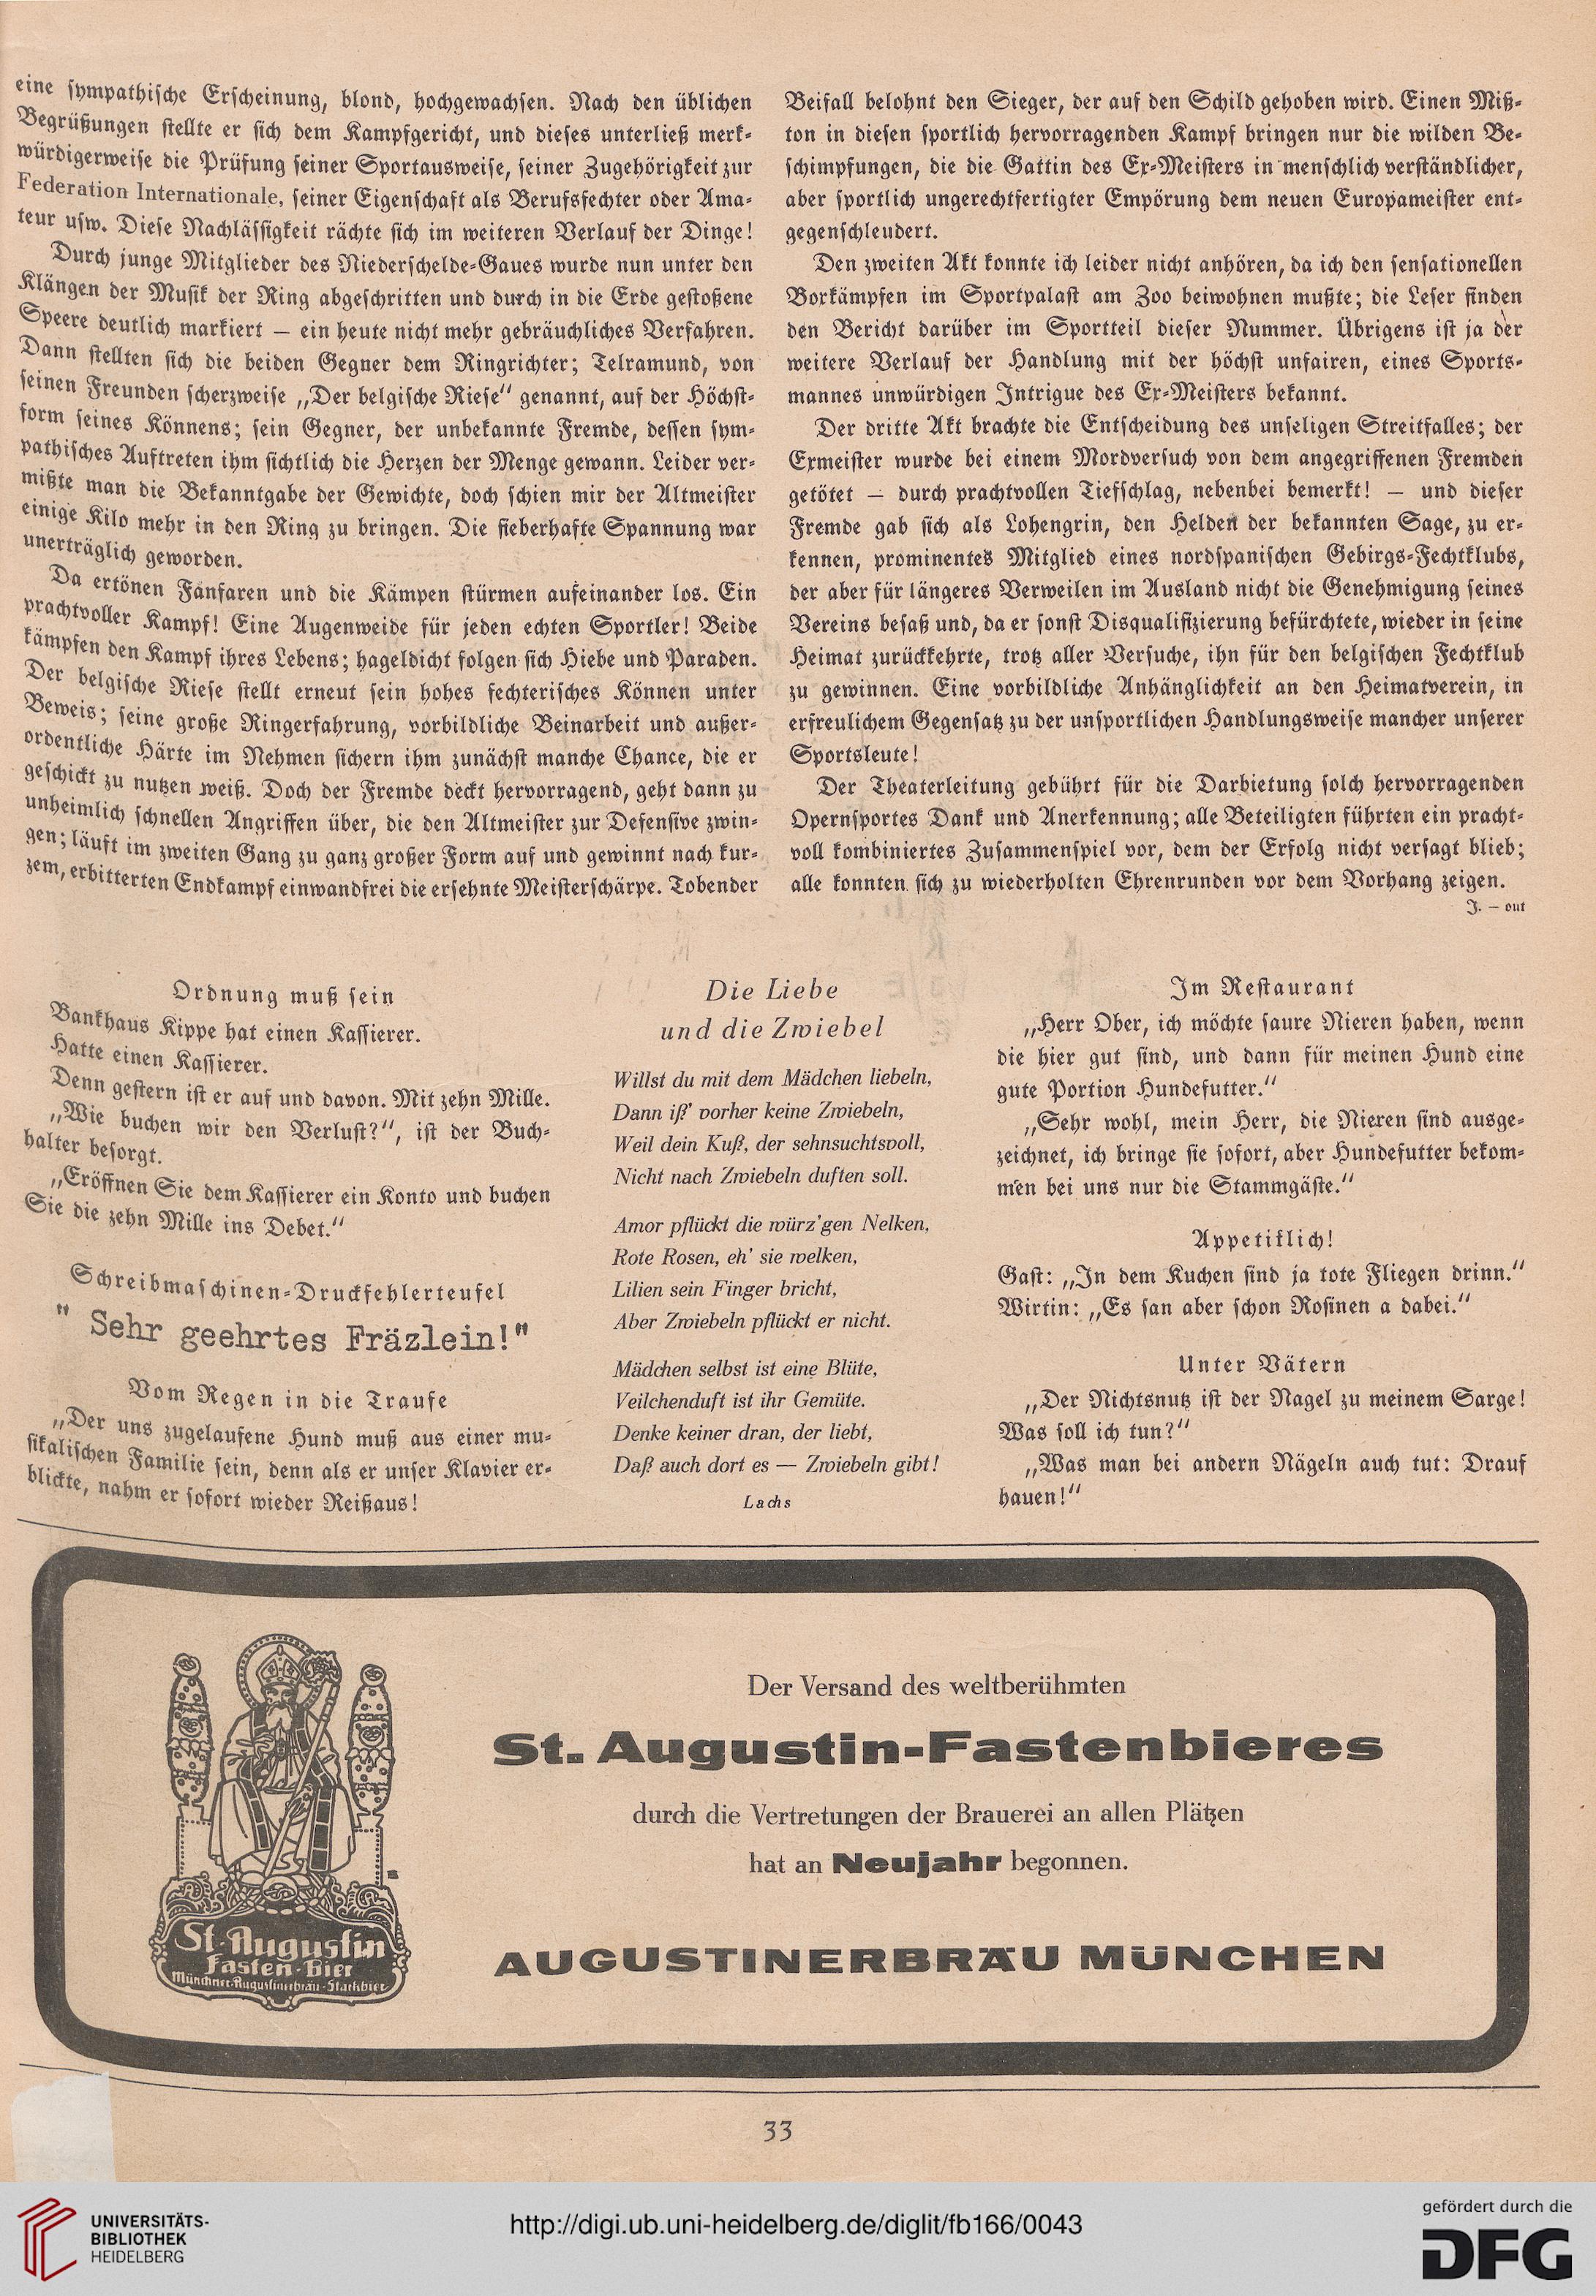 eine sympathische Erscheinung, blond, hochgewachsen. Nach den üblichen
Begrüßungen stellte er sich dem Kampfgericht, und dieses unterließ merk-
würdigerweise die Prüfung seiner Sportausweise, seiner Zugehörigkeit zur
Federation Internationale, seiner Eigenschaft als Berufsfechter oder Ama-
teur usw. Diese Nachlässigkeit rächte sich im weiteren Verlauf der Dinge!
Durch junge Mitglieder des Niederschelde-Gaues wurde nun unter den
Klängen der Musik der Ring abgeschritten und durch in die Erde gestoßene
Speere deutlich markiert — ein heute nicht mehr gebräuchliches Verfahren.
Dann stellten sich die beiden Gegner dem Ringrichter; Telramund, von
seinen Freunden scherzweise „Der belgische Riese“ genannt, auf der Höchst-
form seines Könnens; sein Gegner, der unbekannte Fremde, dessen sym-
pathisches Auftreten ihm sichtlich die Herzen der Menge gewann. Leider ver-
mißte man die Bekanntgabe der Gewichte, doch schien mir der Altmeister
einige Kilo mehr in den Ring zu bringen. Die fieberhafte Spannung war
unerträglich geworden.
Da ertönen Fanfaren und die Kämpen stürmen aufeinander los. Ein
prachtvoller Kampf! Eine Augenweide für jeden echten Sportler! Beide
kämpfen den Kampf ihres Lebens; hageldicht folgen sich Hiebe und Paraden.
Der belgische Riese stellt erneut sein hohes fechterisches Können unter
Beweis; seine große Ringerfahrung, vorbildliche Beinarbeit und außer-
ordentliche Härte im Nehmen sichern ihm zunächst manche Chance, die er
geschickt zu nutzen weiß. Doch der Fremde deckt hervorragend, geht dann zu
unheimlich schnellen Angriffen über, die den Altmeister zur Defensive zwin-
gen; läuft im zweiten Gang zu ganz großer Form auf und gewinnt nach kur-
zem, erbitterten Endkampf einwandfrei die ersehnte Meisterschärpe. Tobender
Beifall belohnt den Sieger, der auf den Schild gehoben wird. Einen Miß-
ton in diesen sportlich hervorragenden Kampf bringen nur die wilden Be-
schimpfungen, die die Gattin des Ex-Meisters in menschlich verständlicher,
aber sportlich ungerechtfertigter Empörung dem neuen Europameister ent-
gegenschleudert.
Den zweiten Akt konnte ich leider nicht anhören, da ich den sensationellen
Boxkämpfen im Sportpalast am Zoo beiwohnen mußte; die Leser finden
den Bericht darüber im Sportteil dieser Nummer. Übrigens ist ja der
weitere Verlauf der Handlung mit der höchst unfairen, eines Sports-
mannes unwürdigen Intrigue des Ex-Meisters bekannt.
Der dritte Akt brachte die Entscheidung des unseligen Streitfalles; der
Exmeister wurde bei einem Mordversuch von dem angegriffenen Fremden
getötet — durch prachtvollen Tiefschlag, nebenbei bemerkt! — und dieser
Fremde gab sich als Lohengrin, den Helden der bekannten Sage, zu er-
kennen, prominentes Mitglied eines nordspanischen Gebirgs-Fechtklubs,
der aber für längeres Verweilen im Ausland nicht die Genehmigung seines
Vereins besaß und, da er sonst Disqualifizierung befürchtete, wieder in seine
Heimat zurückkehrte, trotz aller Versuche, ihn für den belgischen Fechtklub
zu gewinnen. Eine vorbildliche Anhänglichkeit an den Heimatverein, in
erfreulichem Gegensatz zu der unsportlichen Handlungsweise mancher unserer
Sportsleute!
Der Theaterleitung gebührt für die Darbietung solch hervorragenden
Opernsportes Dank und Anerkennung; alle Beteiligten führten ein pracht-
voll kombiniertes Zusammenspiel vor, dem der Erfolg nicht versagt blieb;
alle konnten sich zu wiederholten Ehrenrunden vor dem Vorhang zeigen.
J. — out
Ordnung muß sein
Bankhaus Kippe hat einen Kassierer.
Hatte einen Kassierer.
Denn gestern ist er auf und davon. Mit zehn Mille.
„Wie buchen wir den Verlust?“, ist der Buch-
halter besorgt.
„Eröffnen Sie dem Kassierer ein Konto und buchen
Sie die zehn Mille ins Debet.“
Schreibmaschinen-Druckfehlerteufel
" Sehr geehrtes Fräzlein!"
Vom Regen in die Traufe
„Der uns zugelaufene Hund muß aus einer mu-
sikalischen Familie sein, denn als er unser Klavier er-
blickte, nahm er sofort wieder Reißaus!
Die Liebe
und die Zwiebel
Willst du mit dem Mädchen liebeln,
Dann iß’ vorher keine Zwiebeln,
Weil dein Kuß, der sehnsuchtsvoll,
Nicht nach Zwiebeln duften soll.
Amor pflückt die würz’gen Nelken,
Rote Rosen, eh’ sie welken,
Lilien sein Finger bricht,
Aber Zwiebeln pflückt er nicht.
Mädchen selbst ist eine Blüte,
Veilchenduft ist ihr Gemüte.
Denke keiner dran, der liebt,
Daß auch dort es — Zwiebeln gibt!
Lachs
Im Restaurant
„Herr Ober, ich möchte saure Nieren haben, wenn
die hier gut sind, und dann für meinen Hund eine
gute Portion Hundefutter.“
„Sehr wohl, mein Herr, die Nieren sind ausge-
zeichnet, ich bringe sie sofort, aber Hundefutter bekom-
men bei uns nur die Stammgäste.“
Appetitlich!
Gast: „In dem Kuchen sind ja tote Fliegen drinn.“
Wirtin: „Es san aber schon Rosinen a dabei.“
Unter Vätern
„Der Nichtsnutz ist der Nagel zu meinem Sarge!
Was soll ich tun?“
„Was man bei andern Nägeln auch tut: Drauf
hauen!“
St. Augustin
Fasten-Bier
Münchner-Augustinerbräu-Starkbier
Der Versand des weltberühmten
St. Augustin-Fastenbieres
durch die Vertretungen der Brauerei an allen Plätzen
hat an Neujahr begonnen.
AUGUSTINERBRÄU MÜNCHEN
33
UNIVERSITÄTS-
BIBLIOTHEK
HEIDELBERG
http://digi.ub.uni-heidelberg.de/diglit/fb166/0043
gefördert durch die
DFG